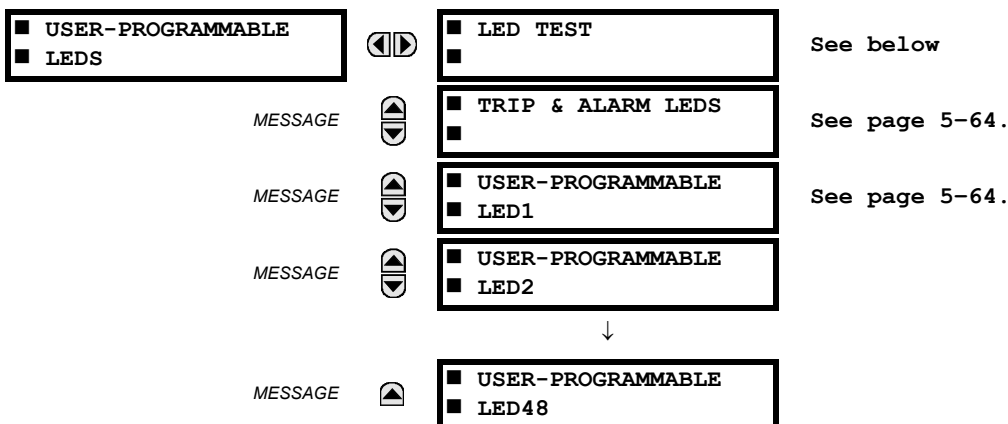 ■ USER-PROGRAMMABLE
■ LEDS
■ LED TEST
■
See below
MESSAGE
■ TRIP & ALARM LEDS
■
See page 5–64.
MESSAGE
■ USER-PROGRAMMABLE
■ LED1
See page 5–64.
MESSAGE
■ USER-PROGRAMMABLE
■ LED2
↓
MESSAGE
■ USER-PROGRAMMABLE
■ LED48